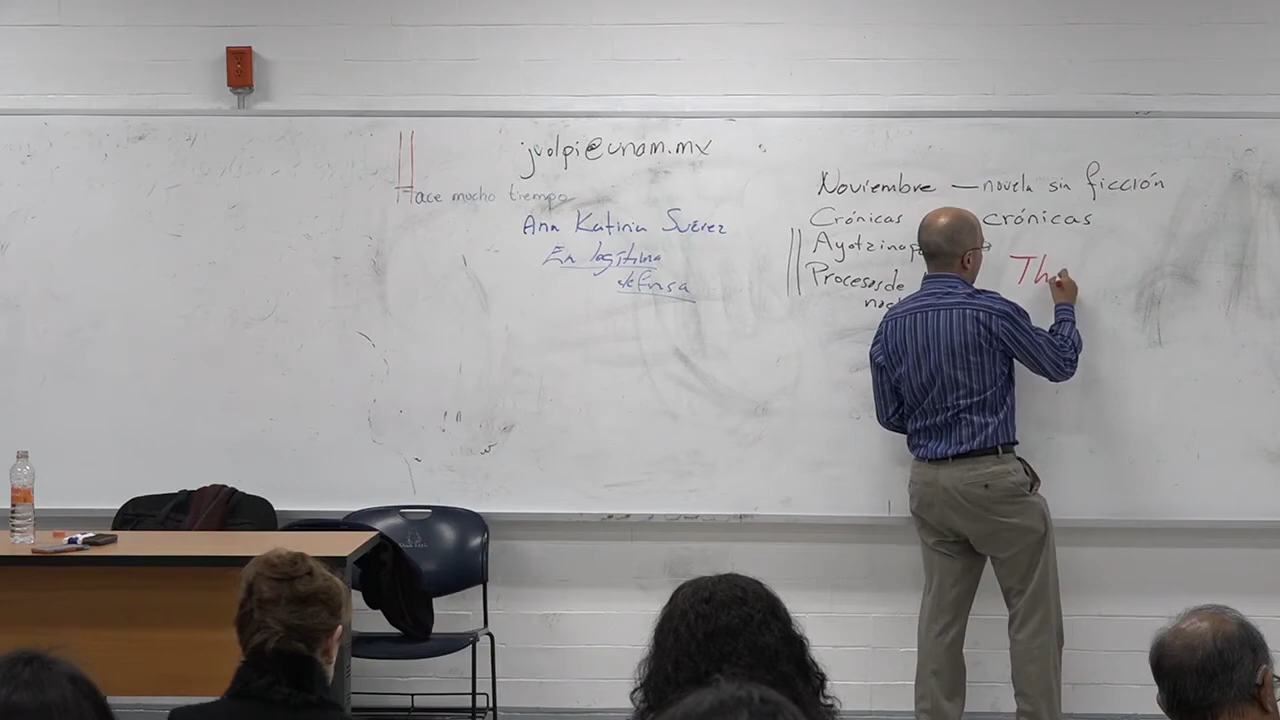 jvolpi@unam.mx
Hace mucho tiempo
Ana Katiria Suárez
En legítima
defensa
Noviembre — novela sin ficción
Crónicas crónicas
Procesos de
Th